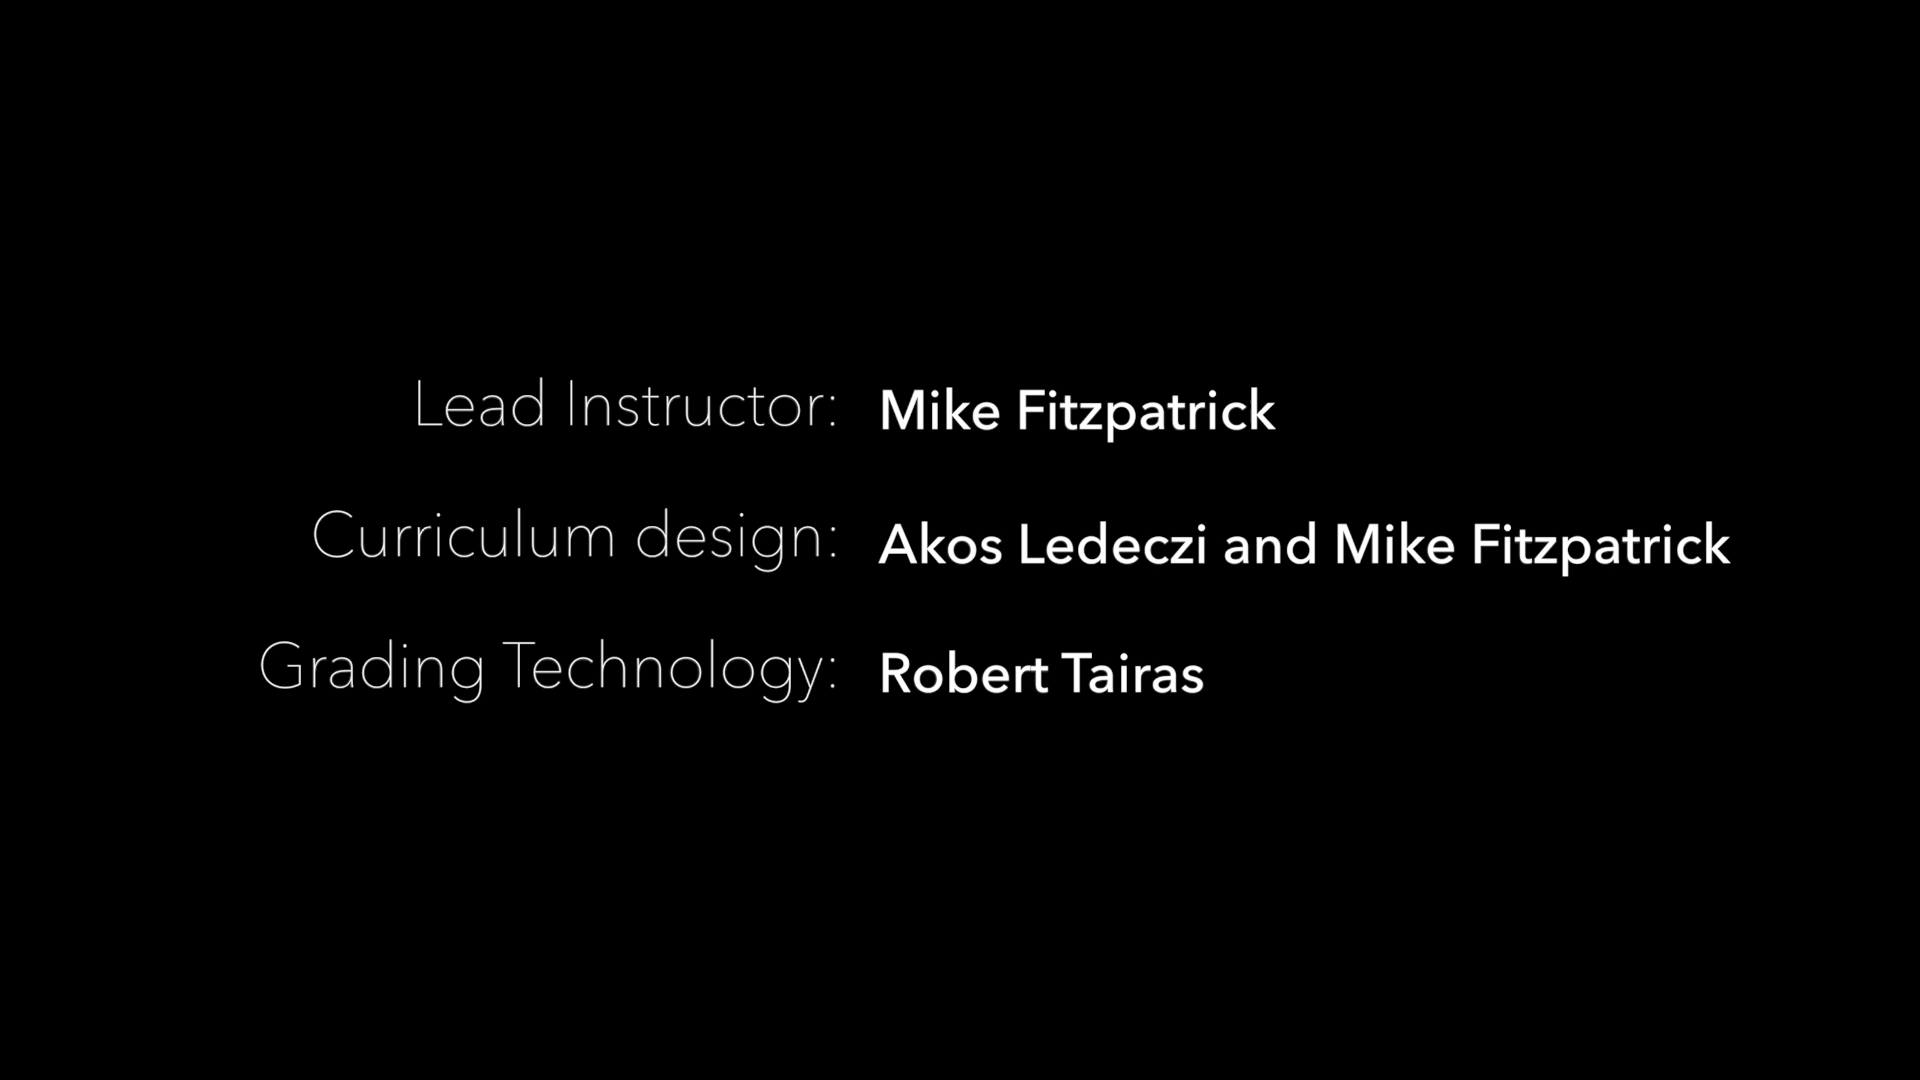 Lead Instructor: Mike Fitzpatrick
Curriculum design: Akos Ledeczi and Mike Fitzpatrick
Grading Technology: Robert Tairas